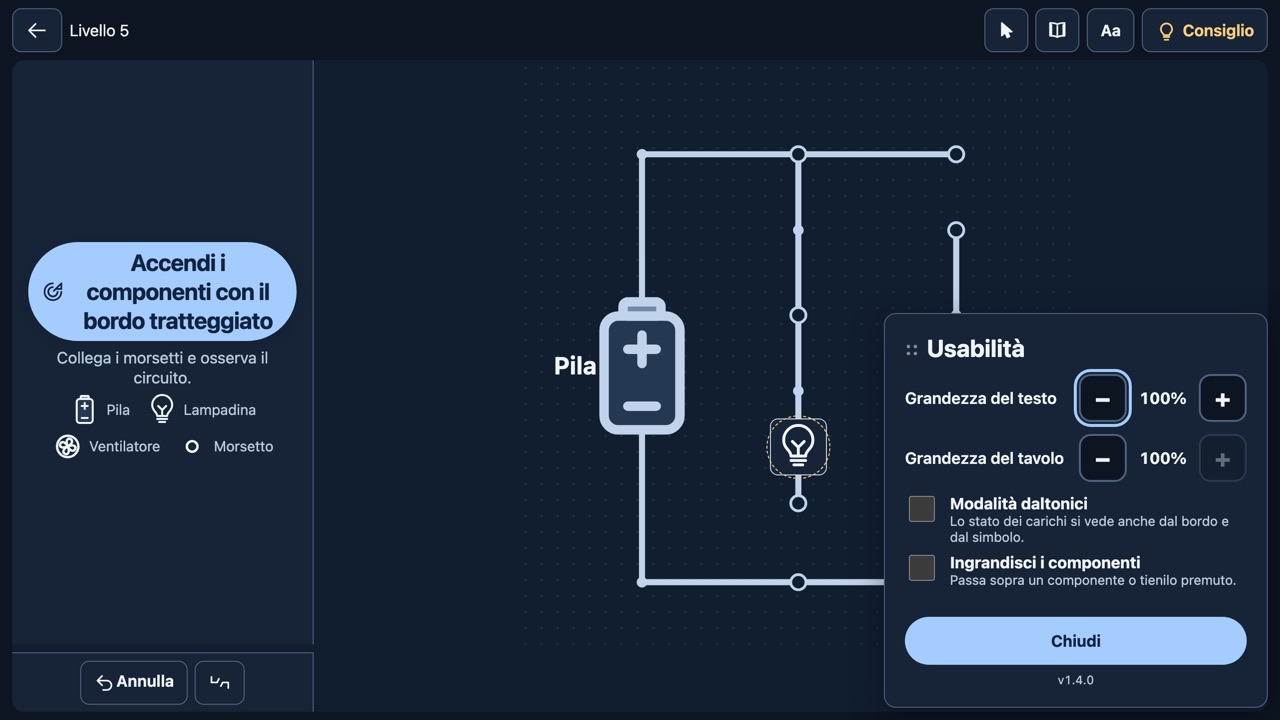 Livello 5
Aa
Consiglio
Accendi i
componenti con il
bordo tratteggiato
Collega i morsetti e osserva il
circuito.
Pila
Lampadina
Ventilatore
Morsetto
Annulla
Pila
Usabilità
Grandezza del testo
− 100% +
Grandezza del tavolo
− 100% +
Modalità daltonici
Lo stato dei carichi si vede anche dal bordo e
dal simbolo.
Ingrandisci i componenti
Passa sopra un componente o tienilo premuto.
Chiudi
v1.4.0